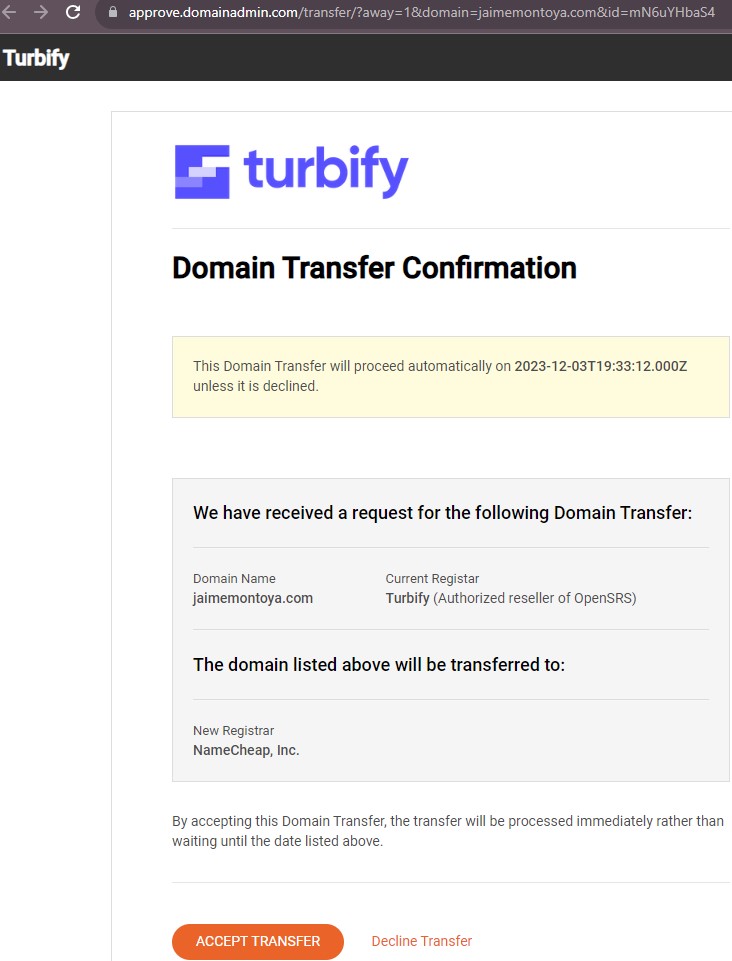 approve.domainadmin.com/transfer/?away=1&domain=jaimemontoya.com&id=mN6uYHbaS4
Turbify
turbify
Domain Transfer Confirmation
This Domain Transfer will proceed automatically on 2023-12-03T19:33:12.000Z
unless it is declined.
We have received a request for the following Domain Transfer:
Domain Name
Current Registar
jaimemontoya.com
Turbify (Authorized reseller of OpenSRS)
The domain listed above will be transferred to:
New Registrar
NameCheap, Inc.
By accepting this Domain Transfer, the transfer will be processed immediately rather than
waiting until the date listed above.
ACCEPT TRANSFER
Decline Transfer